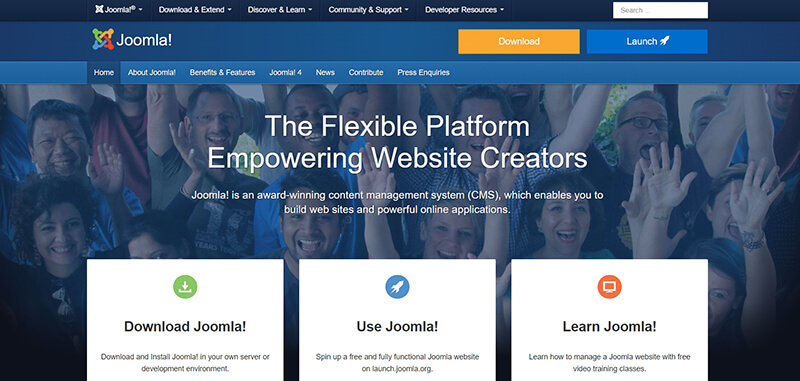 Joomla!® Download & Extend Discover & Learn Community & Support Developer Resources Search...
Joomla! Download Launch
Home About Joomla! Benefits & Features Joomla! 4 News Contribute Press Enquiries
The Flexible Platform
Empowering Website Creators
Joomla! is an award-winning content management system (CMS), which enables you to
build web sites and powerful online applications.
Download Joomla! Use Joomla! Learn Joomla!
Download and Install Joomla! in your own server or
development environment.
Spin up a free and fully functional Joomla website
on launch.joomla.org.
Learn how to manage a Joomla website with free
video training classes.